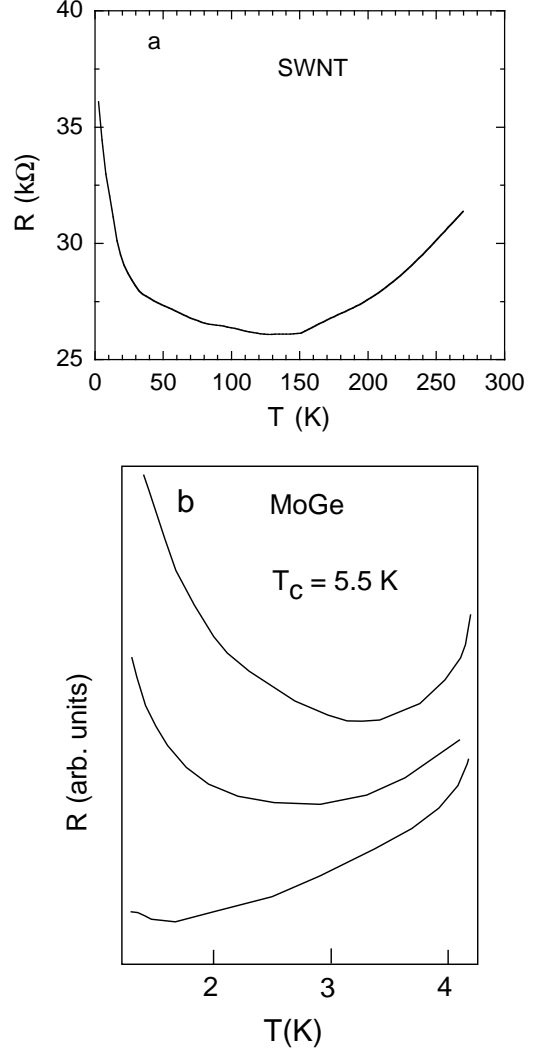 40
a
SWNT
35
R (kΩ)
30
25
0 50 100 150 200 250 300
T (K)
b
MoGe
T_c = 5.5 K
R (arb. units)
2 3 4
T(K)